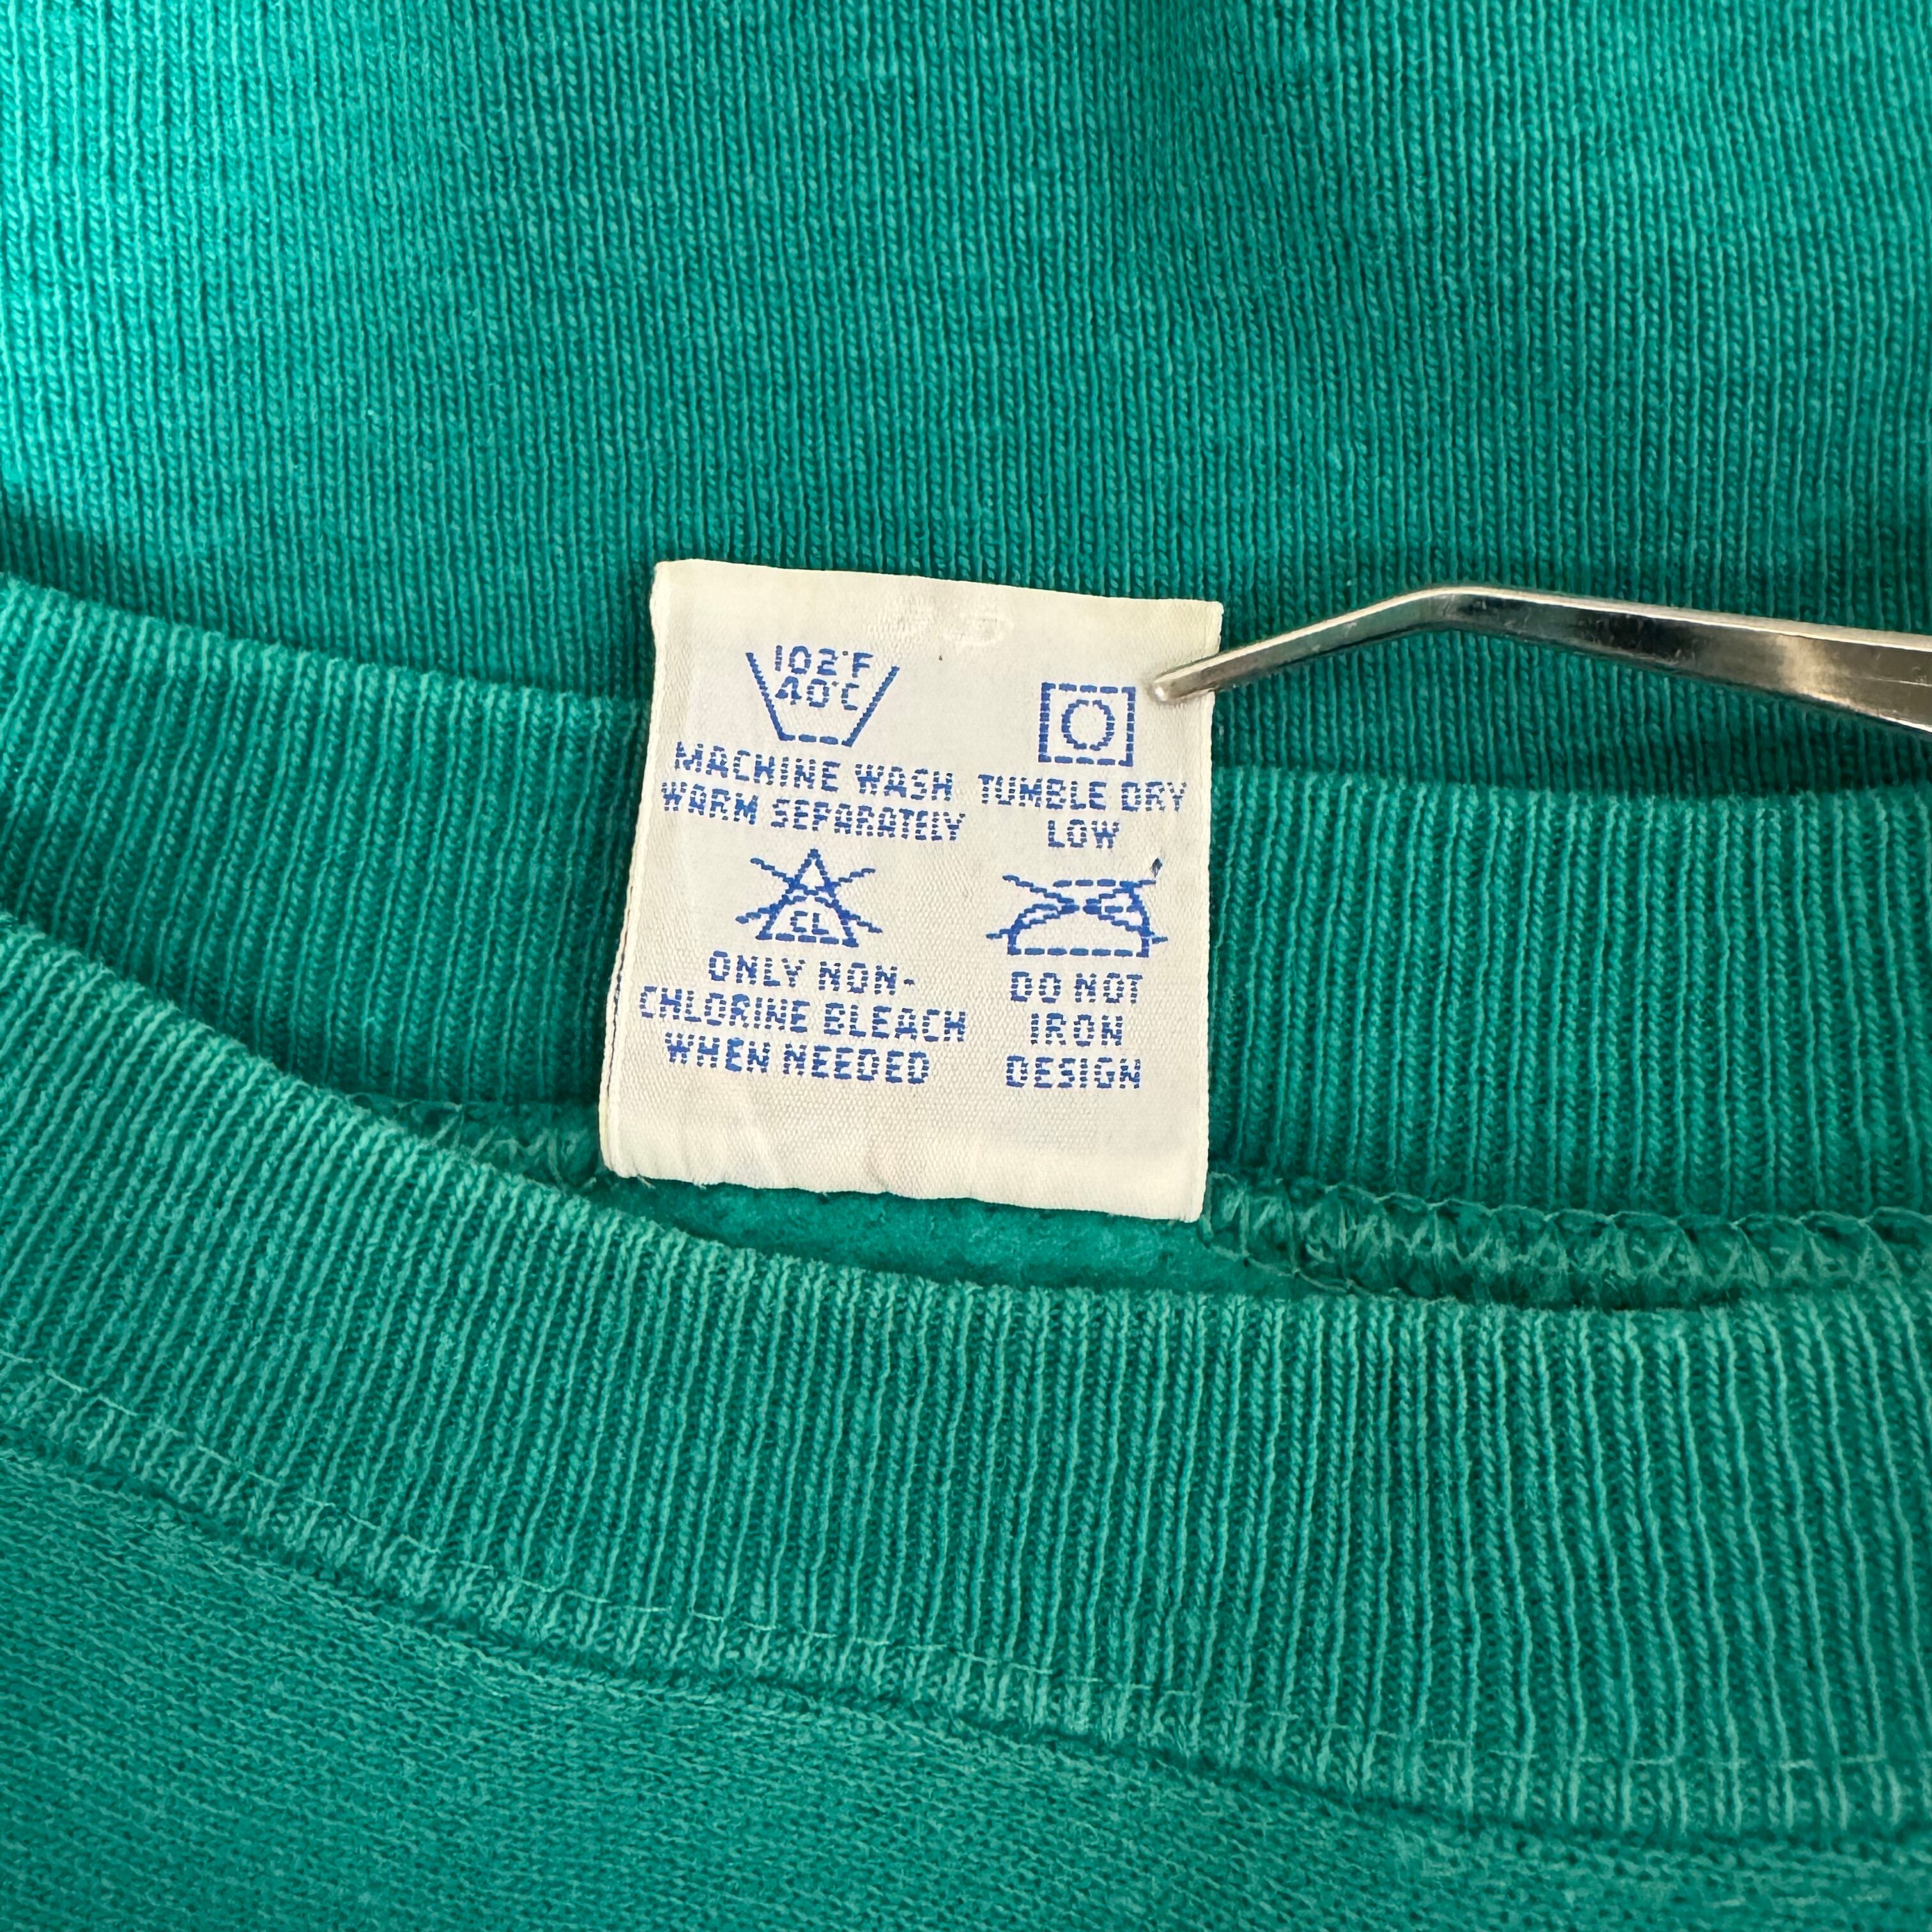 102°F
40°C
MACHINE WASH
WARM SEPARATELY
TUMBLE DRY
LOW
CL
ONLY NON-
CHLORINE BLEACH
WHEN NEEDED
DO NOT
IRON
DESIGN